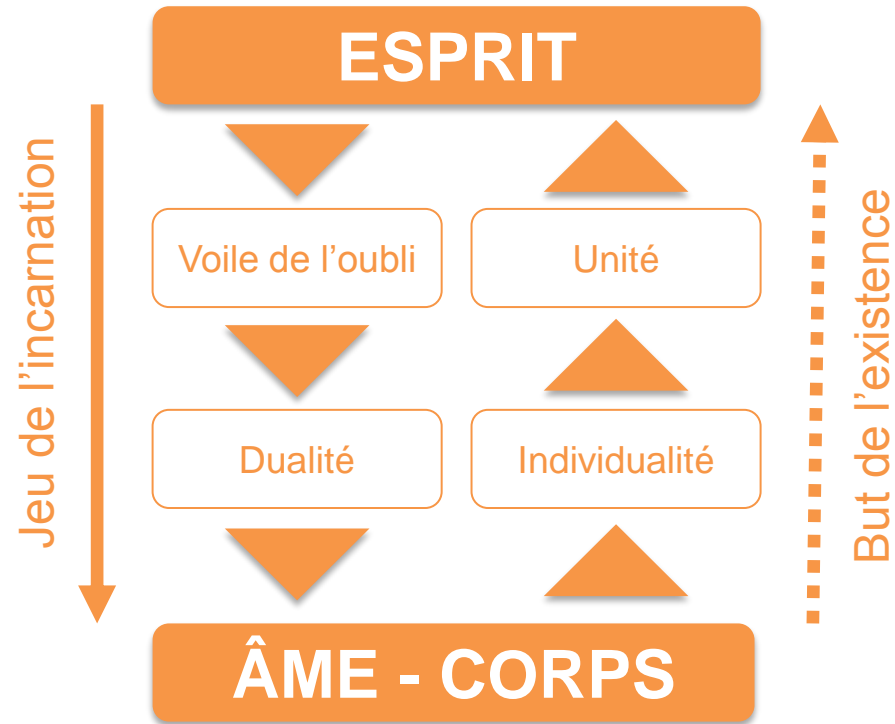 ESPRIT
Jeu de l’incarnation
Voile de l’oubli
Unité
But de l’existence
Dualité
Individualité
ÂME - CORPS